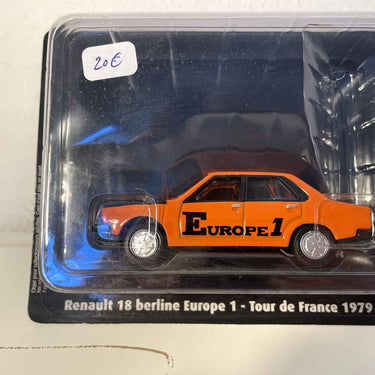 20€
EUROPE 1
Renault 18 berline Europe 1 - Tour de France 1979